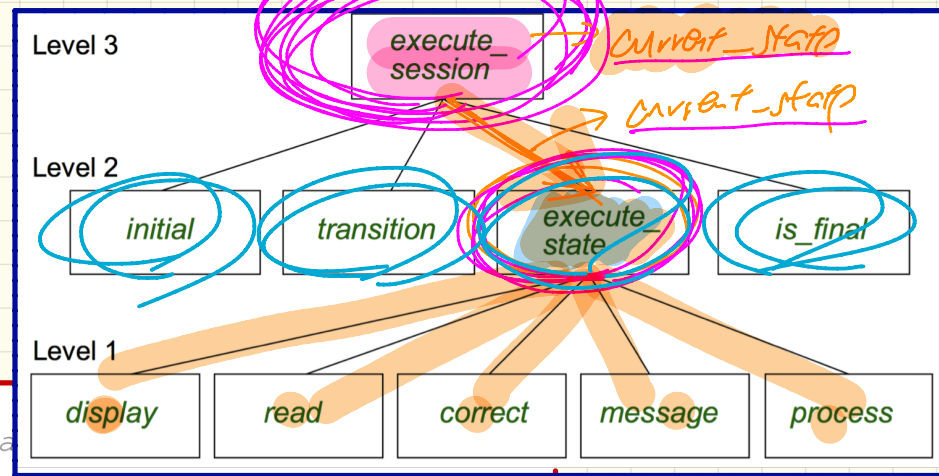 Level 3
execute_
session
current_state
current_state
Level 2
initial
transition
execute_
state
is_final
Level 1
display
read
correct
message
process